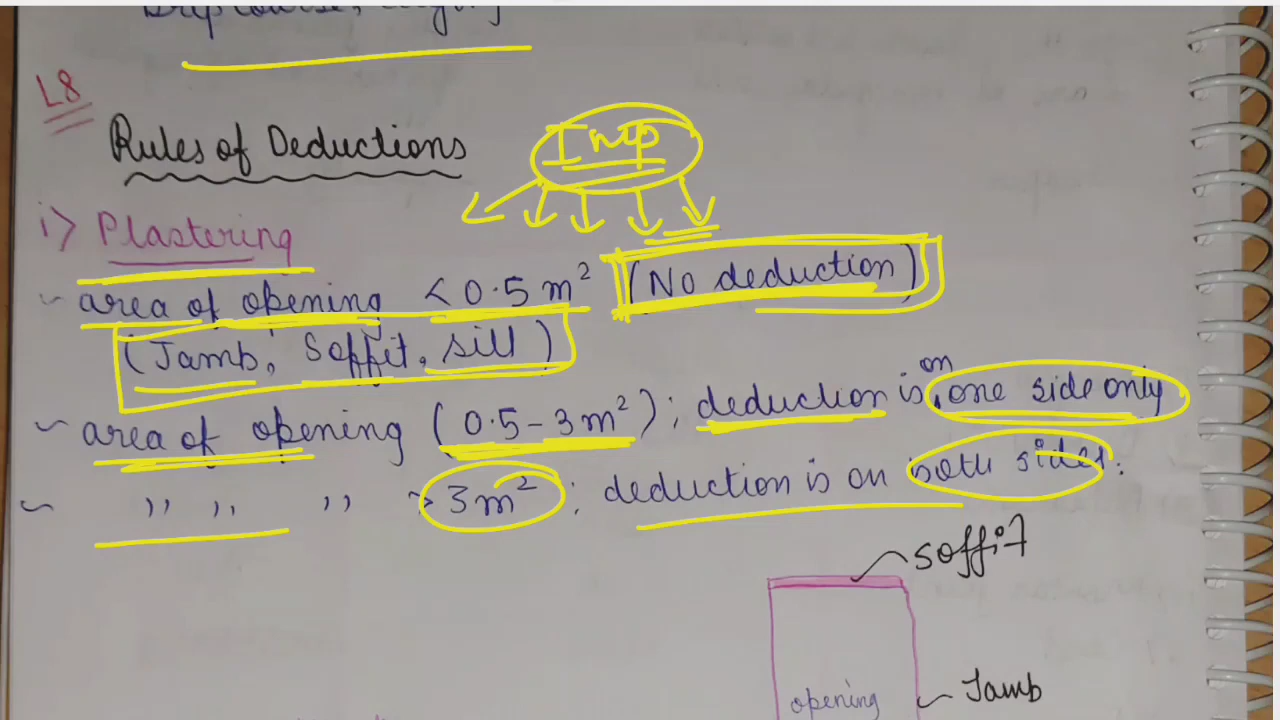 L8
Rules of Deductions
Imp
i) Plastering
area of opening < 0.5 m² (No deduction)
(Jamb, Soffit, sill)
on
area of opening (0.5 - 3 m²) ; deduction is one side only
,, ,, ,, > 3 m² ; deduction is on both sides.
soffit
opening
Jamb